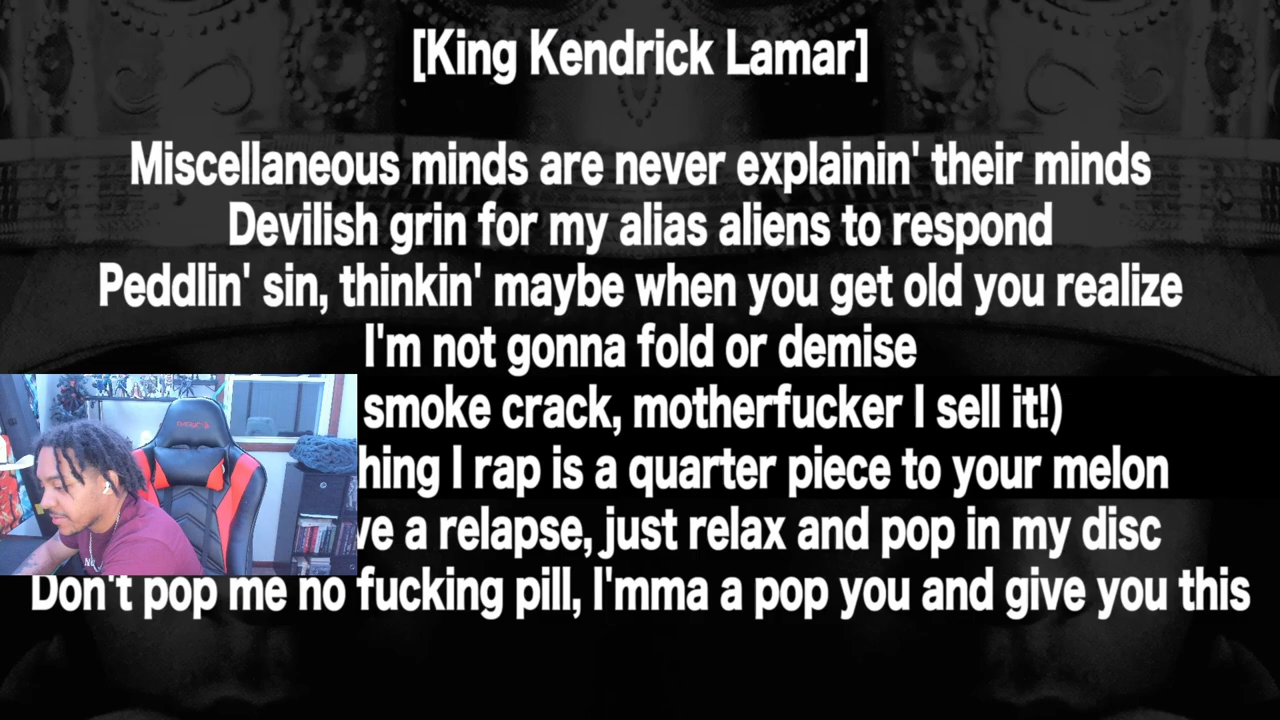 [King Kendrick Lamar]
Miscellaneous minds are never explainin' their minds
Devilish grin for my alias aliens to respond
Peddlin' sin, thinkin' maybe when you get old you realize
I'm not gonna fold or demise
smoke crack, motherfucker I sell it!)
I rap is a quarter piece to your melon
a relapse, just relax and pop in my disc
Don't pop me no fucking pill, I'mma a pop you and give you this